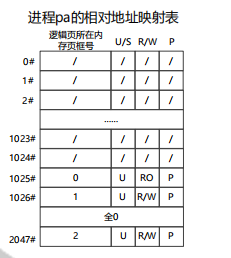 进程pa的相对地址映射表
逻辑页所在内
存页框号 U/S R/W P
0# / / / /
1# / / / /
2# / / / /
......
1023# / / / /
1024# / / / /
1025# 0 U RO P
1026# 1 U R/W P
全0
2047# 2 U R/W P